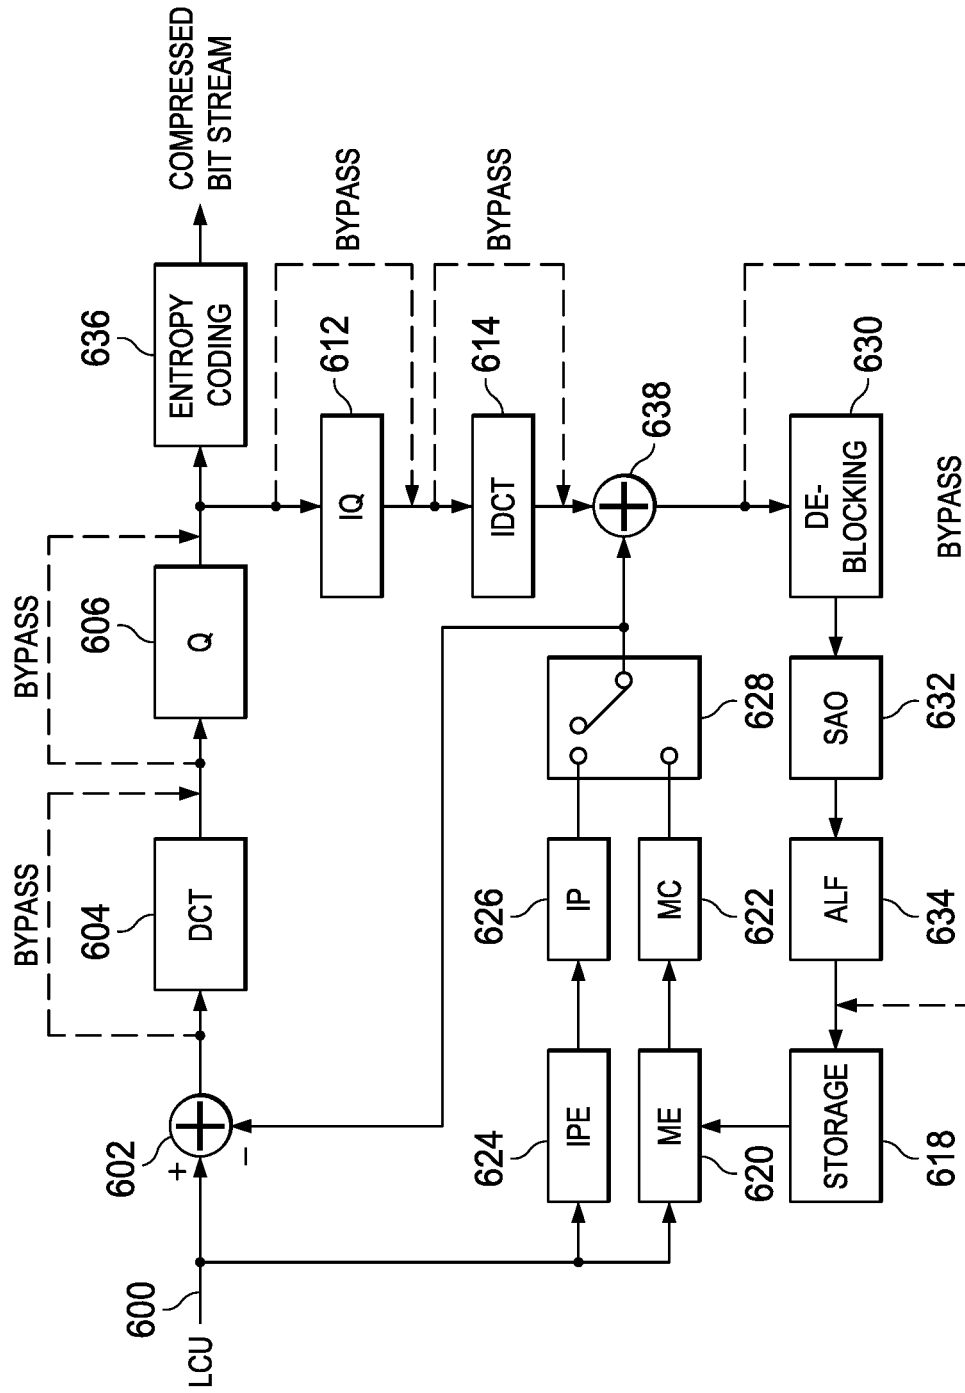 LCU
600
602
+
−
BYPASS
604
DCT
BYPASS
606
Q
636
ENTROPY
CODING
COMPRESSED
BIT STREAM
612
IQ
BYPASS
614
IDCT
BYPASS
638
624
IPE
626
IP
628
620
ME
622
MC
618
STORAGE
634
ALF
632
SAO
630
DE-
BLOCKING
BYPASS